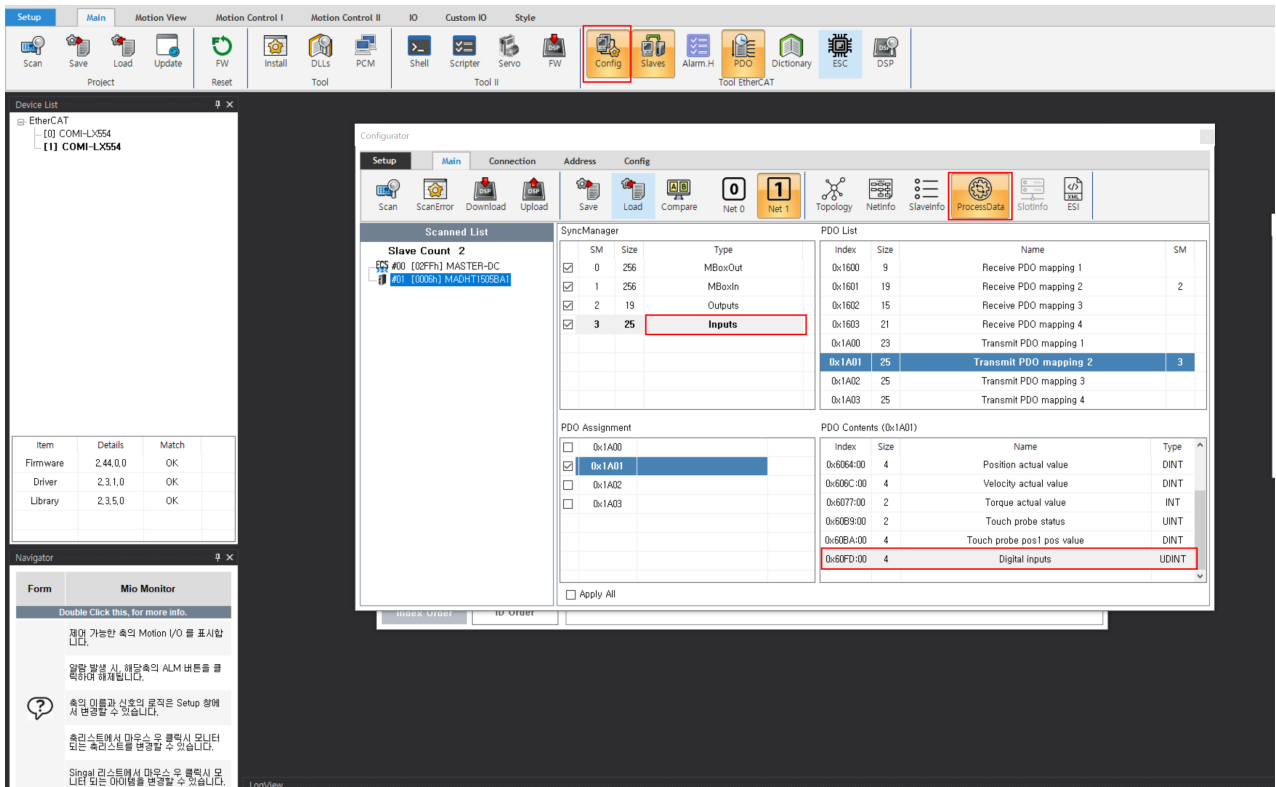 Setup Main Motion View Motion Control I Motion Control II IO Custom IO Style
Scan Save Load Update FW Install DLLs PCM Shell Scripter Servo FW Config Slaves Alarm.H PDO Dictionary ESC DSP
Project Reset Tool Tool II Tool EtherCAT
Device List
EtherCAT
[0] COMI-LX554
[1] COMI-LX554
Item Details Match
Firmware 2,44,0,0 OK
Driver 2,3,1,0 OK
Library 2,3,5,0 OK
Navigator
Form Mio Monitor
Double Click this, for more info.
제어 가능한 축의 Motion I/O 를 표시합
니다.
알람 발생 시, 해당축의 ALM 버튼을 클
릭하여 해제됩니다.
축의 이름과 신호의 로직은 Setup 창에
서 변경할 수 있습니다.
축리스트에서 마우스 우 클릭시 모니터
되는 축리스트를 변경할 수 있습니다.
Singal 리스트에서 마우스 우 클릭시 모
니터 되는 아이템을 변경할 수 있습니다.
Configurator
Setup Main Connection Address Config
Scan ScanError Download Upload Save Load Compare Net 0 Net 1 Topology NetInfo SlaveInfo ProcessData SlotInfo ESI
Scanned List
Slave Count 2
#00 [02FFh] MASTER-DC
#01 [0006h] MADHT1505BA1
SyncManager
SM Size Type
0 256 MBoxOut
1 256 MBoxIn
2 19 Outputs
3 25 Inputs
PDO List
Index Size Name SM
0x1600 9 Receive PDO mapping 1
0x1601 19 Receive PDO mapping 2 2
0x1602 15 Receive PDO mapping 3
0x1603 21 Receive PDO mapping 4
0x1A00 23 Transmit PDO mapping 1
0x1A01 25 Transmit PDO mapping 2 3
0x1A02 25 Transmit PDO mapping 3
0x1A03 25 Transmit PDO mapping 4
PDO Assignment
0x1A00
0x1A01
0x1A02
0x1A03
PDO Contents (0x1A01)
Index Size Name Type
0x6064:00 4 Position actual value DINT
0x606C:00 4 Velocity actual value DINT
0x6077:00 2 Torque actual value INT
0x60B9:00 2 Touch probe status UINT
0x60BA:00 4 Touch probe pos1 pos value DINT
0x60FD:00 4 Digital inputs UDINT
Apply All
Index Order ID Order
LogView